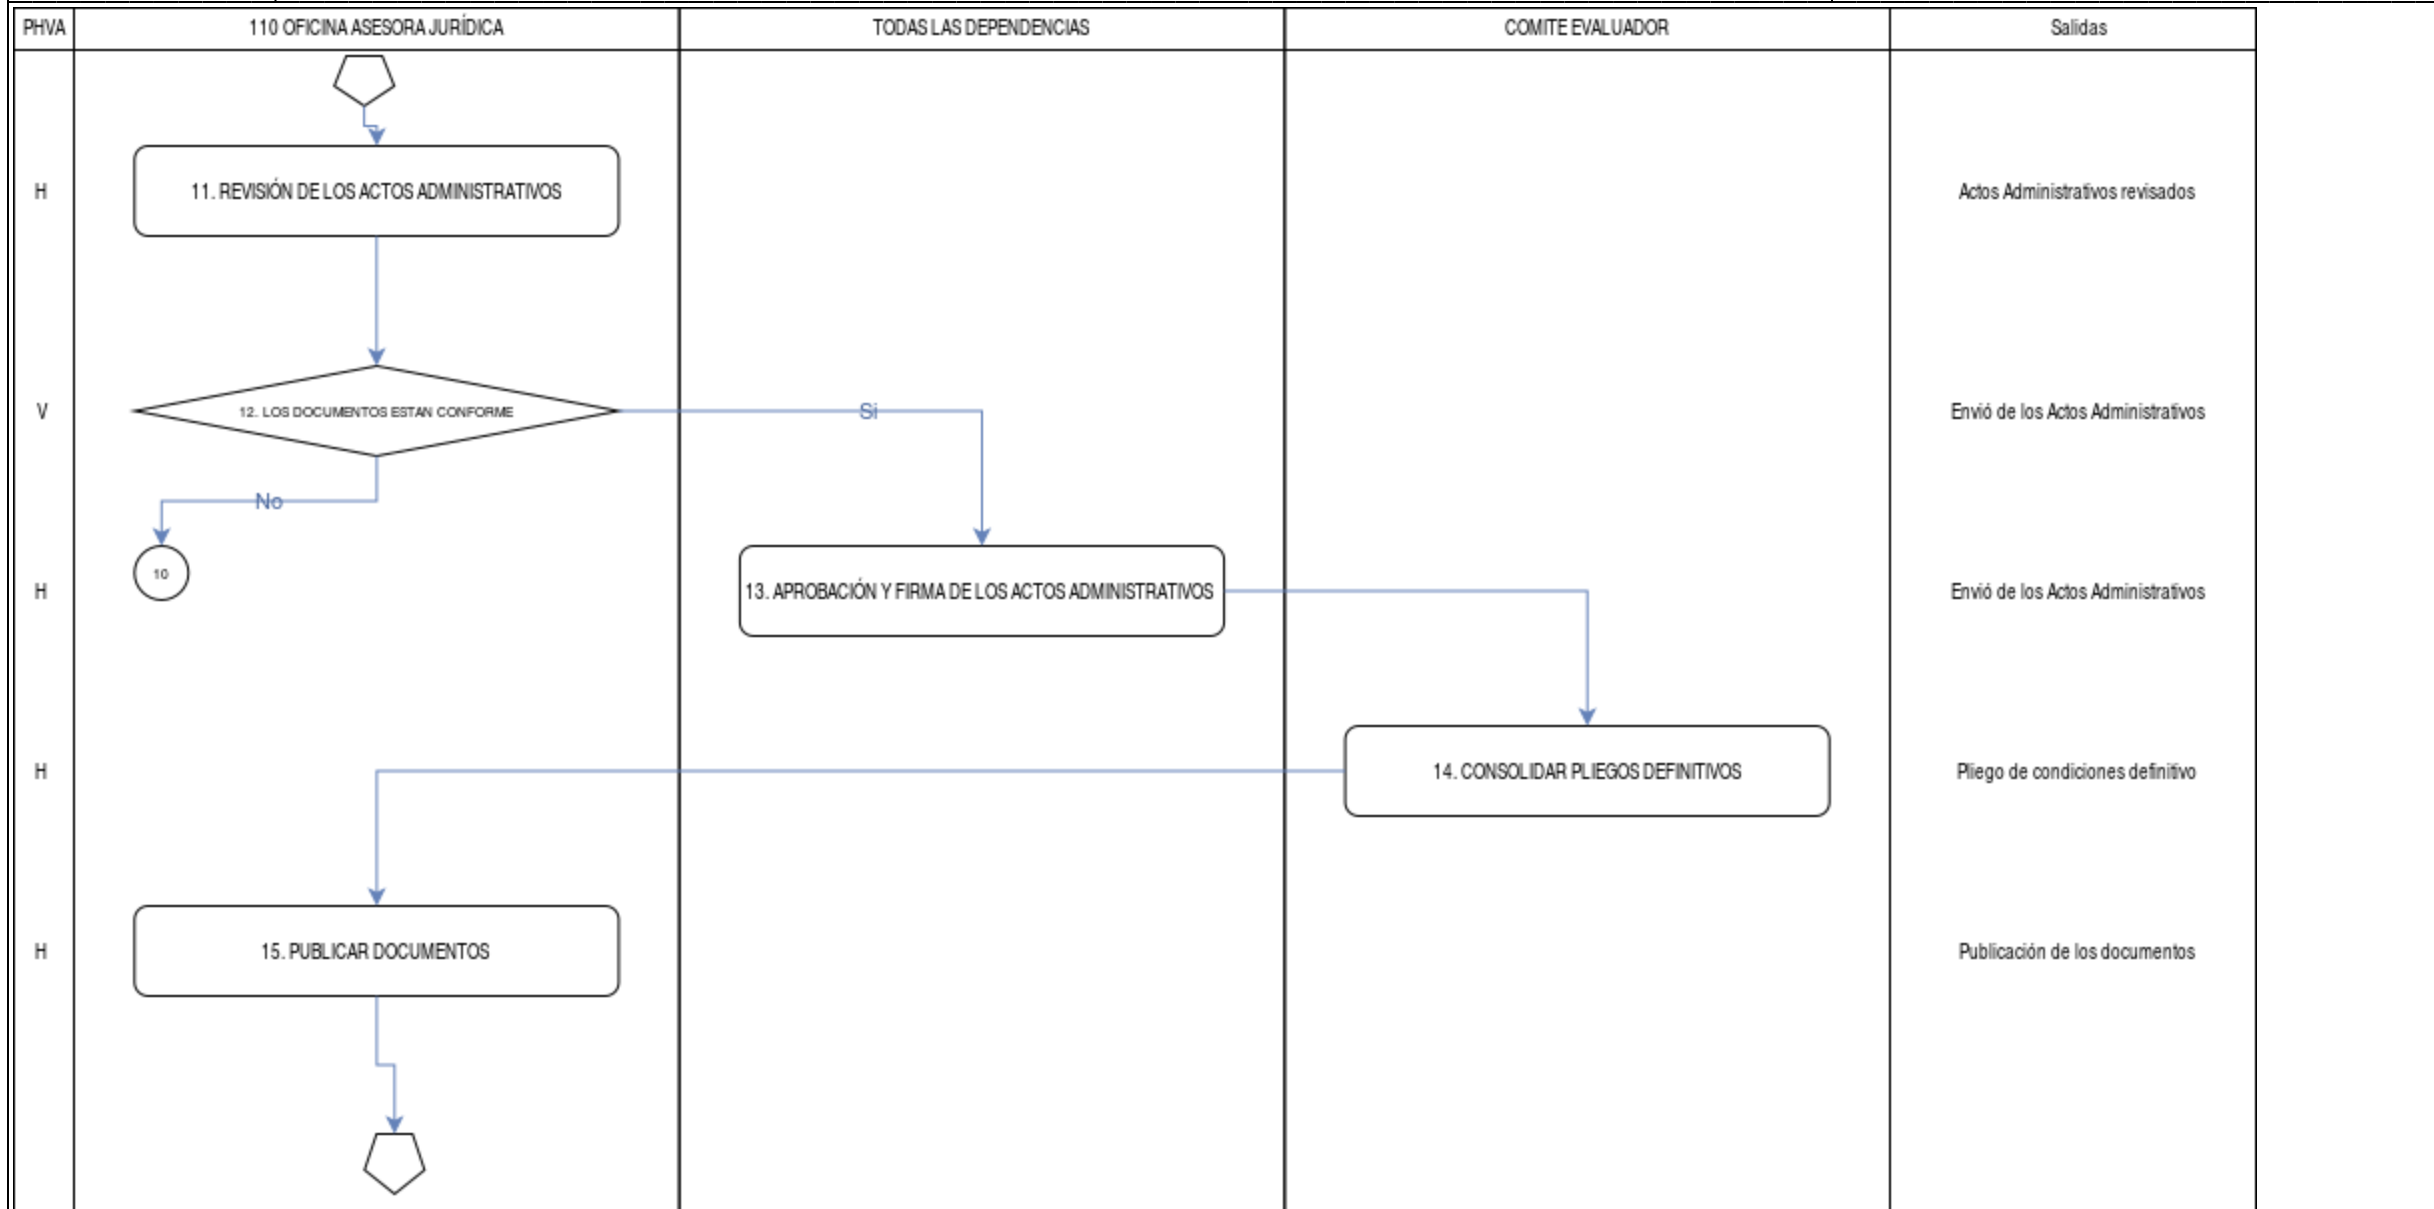 PHVA
110 OFICINA ASESORA JURÍDICA
TODAS LAS DEPENDENCIAS
COMITE EVALUADOR
Salidas
H
11. REVISIÓN DE LOS ACTOS ADMINISTRATIVOS
Actos Administrativos revisados
V
12. LOS DOCUMENTOS ESTAN CONFORME
Si
Envió de los Actos Administrativos
No
10
H
13. APROBACIÓN Y FIRMA DE LOS ACTOS ADMINISTRATIVOS
Envió de los Actos Administrativos
H
14. CONSOLIDAR PLIEGOS DEFINITIVOS
Pliego de condiciones definitivo
H
15. PUBLICAR DOCUMENTOS
Publicación de los documentos